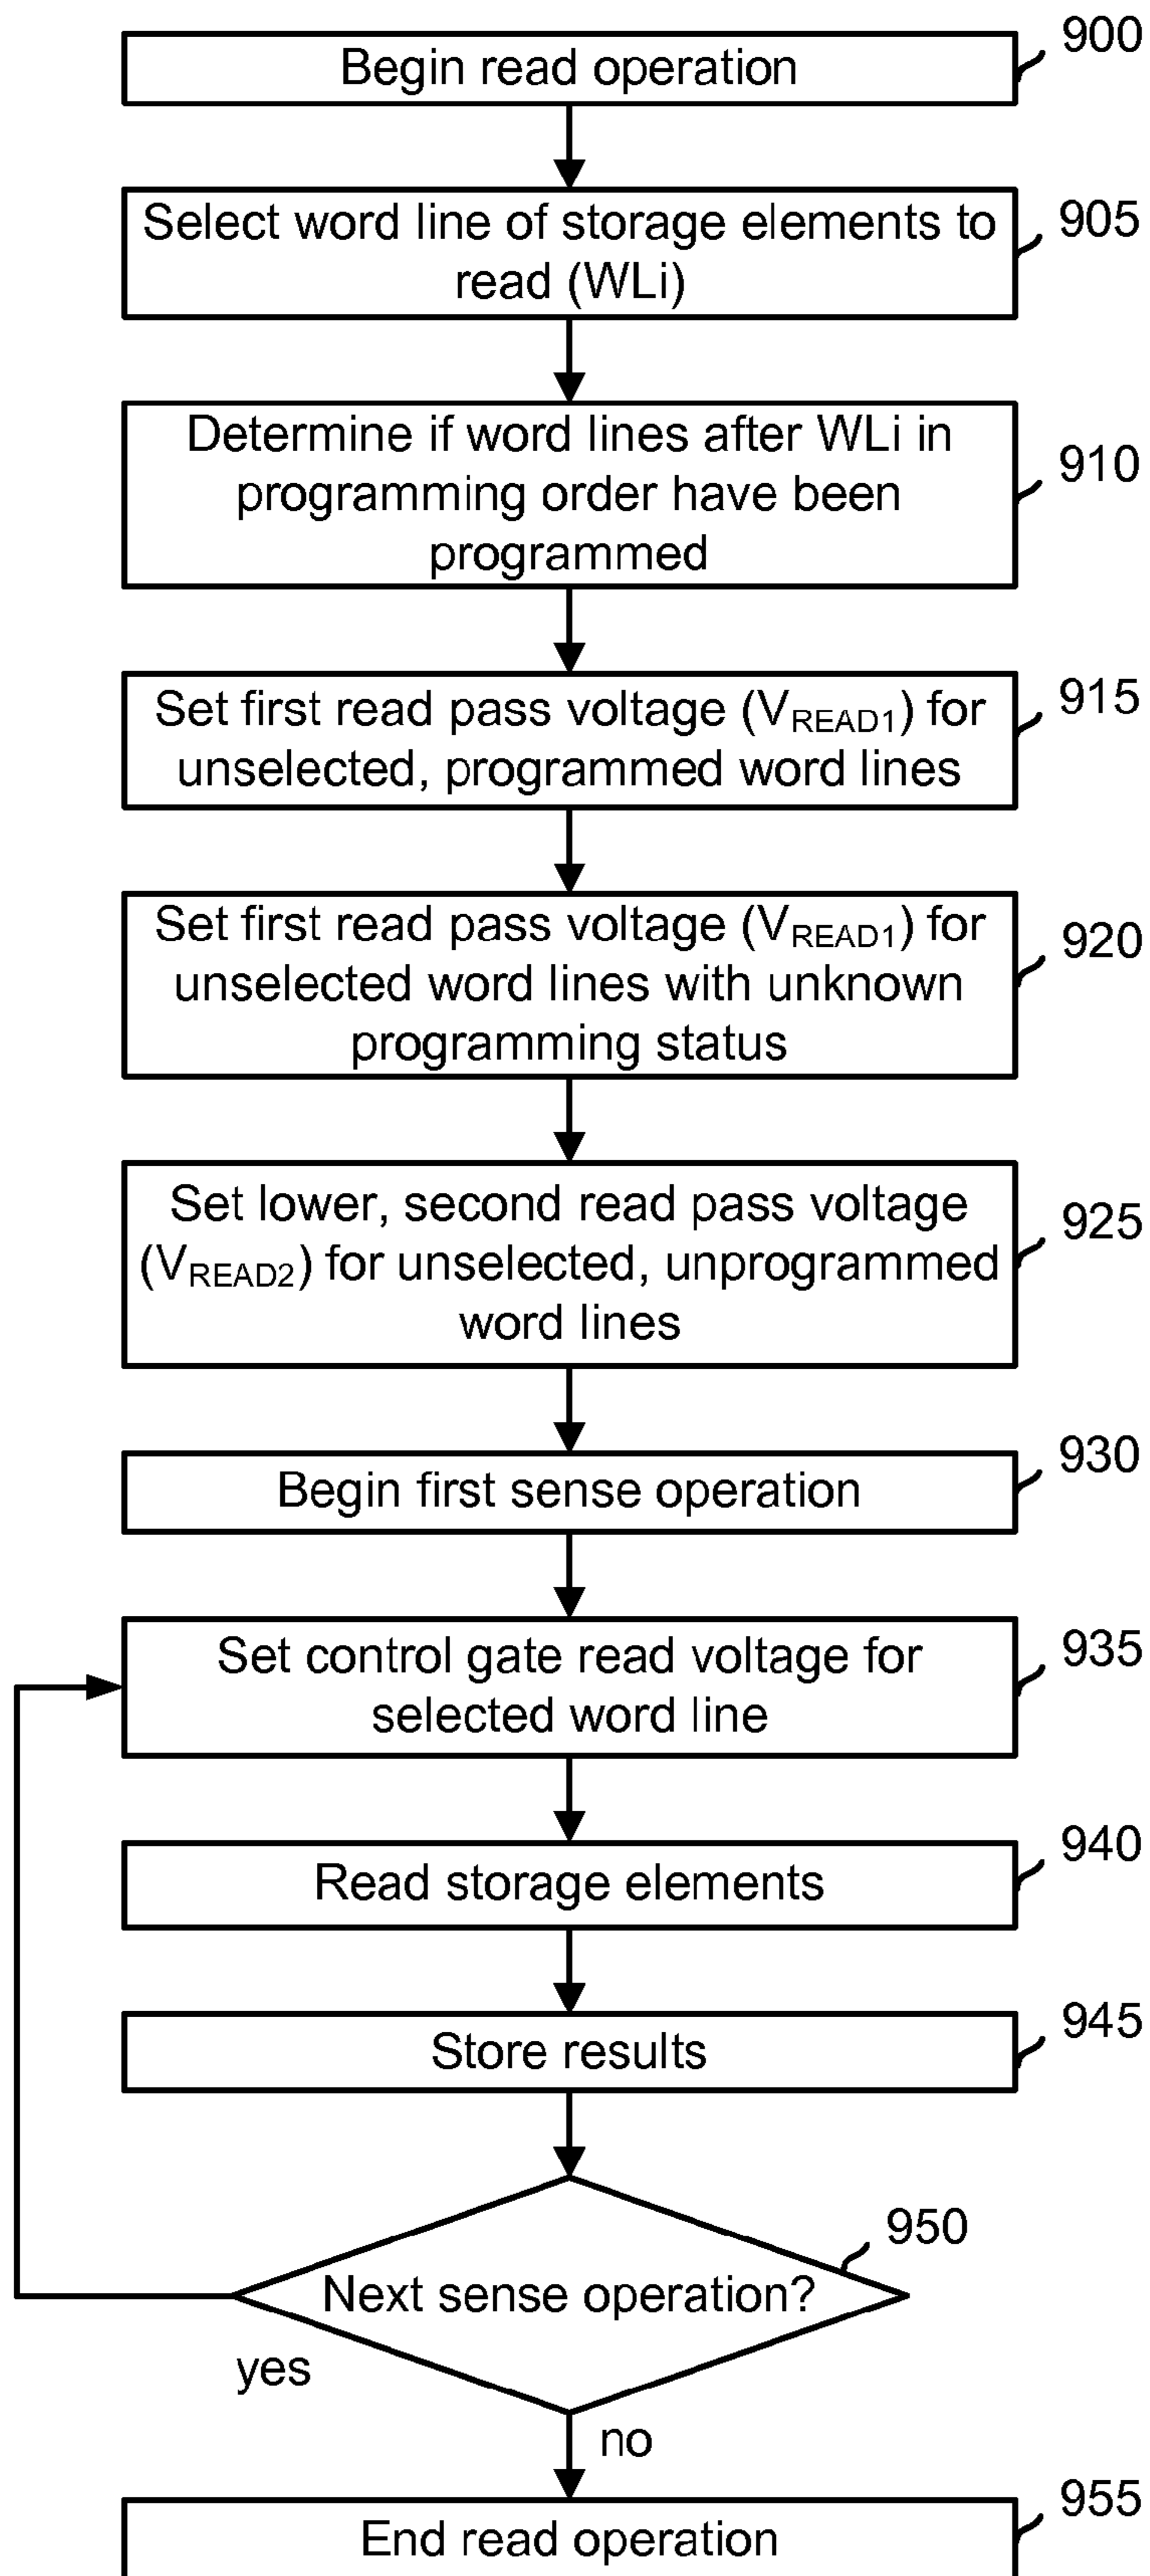 900
Begin read operation
905
Select word line of storage elements to
read (WLi)
910
Determine if word lines after WLi in
programming order have been
programmed
915
Set first read pass voltage (VREAD1) for
unselected, programmed word lines
920
Set first read pass voltage (VREAD1) for
unselected word lines with unknown
programming status
925
Set lower, second read pass voltage
(VREAD2) for unselected, unprogrammed
word lines
930
Begin first sense operation
935
Set control gate read voltage for
selected word line
940
Read storage elements
945
Store results
950
Next sense operation?
yes
no
955
End read operation